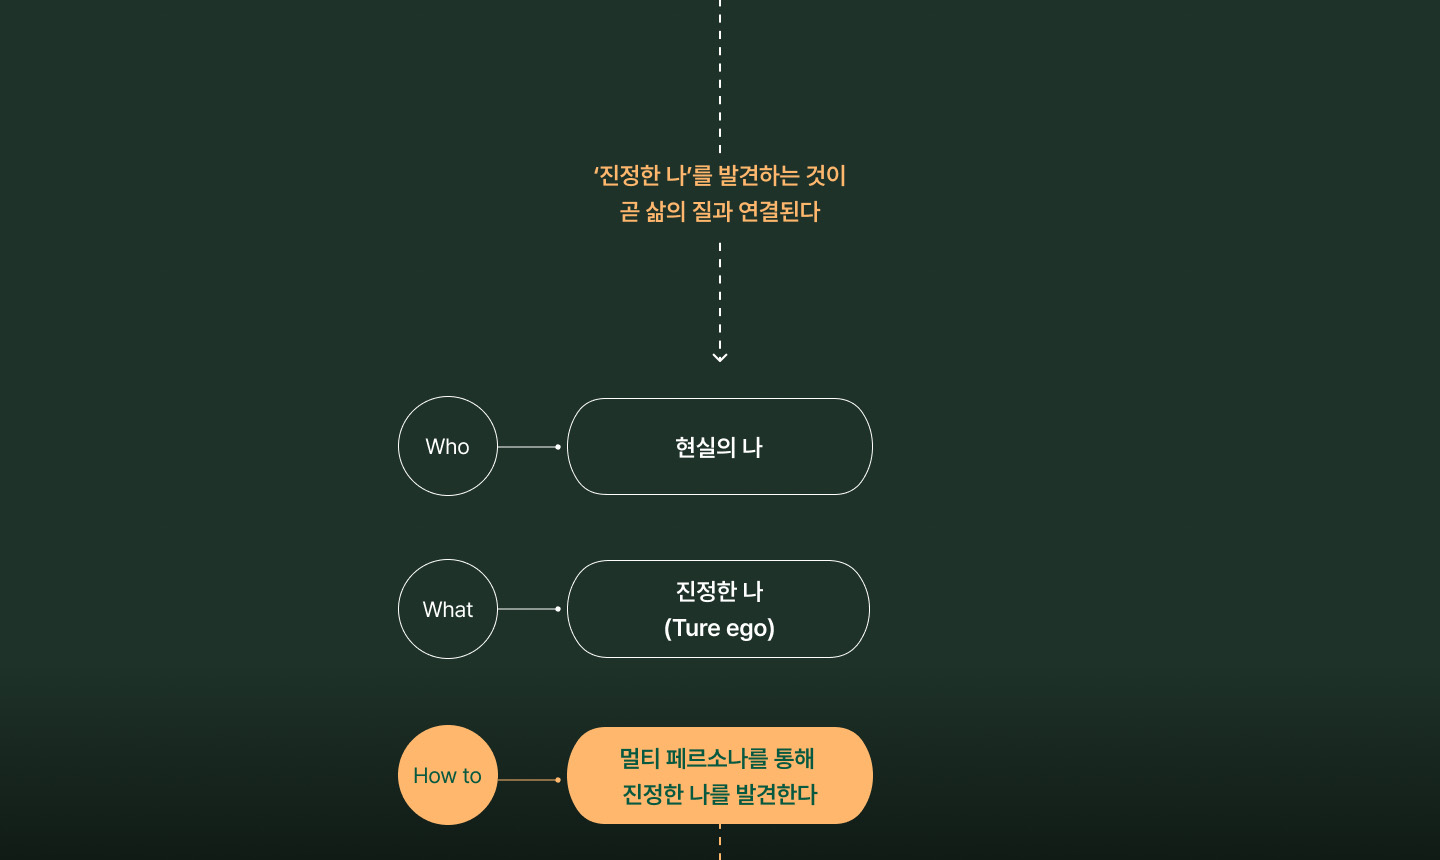 ‘진정한 나’를 발견하는 것이
곧 삶의 질과 연결된다
Who
현실의 나
What
진정한 나
(Ture ego)
How to
멀티 페르소나를 통해
진정한 나를 발견한다